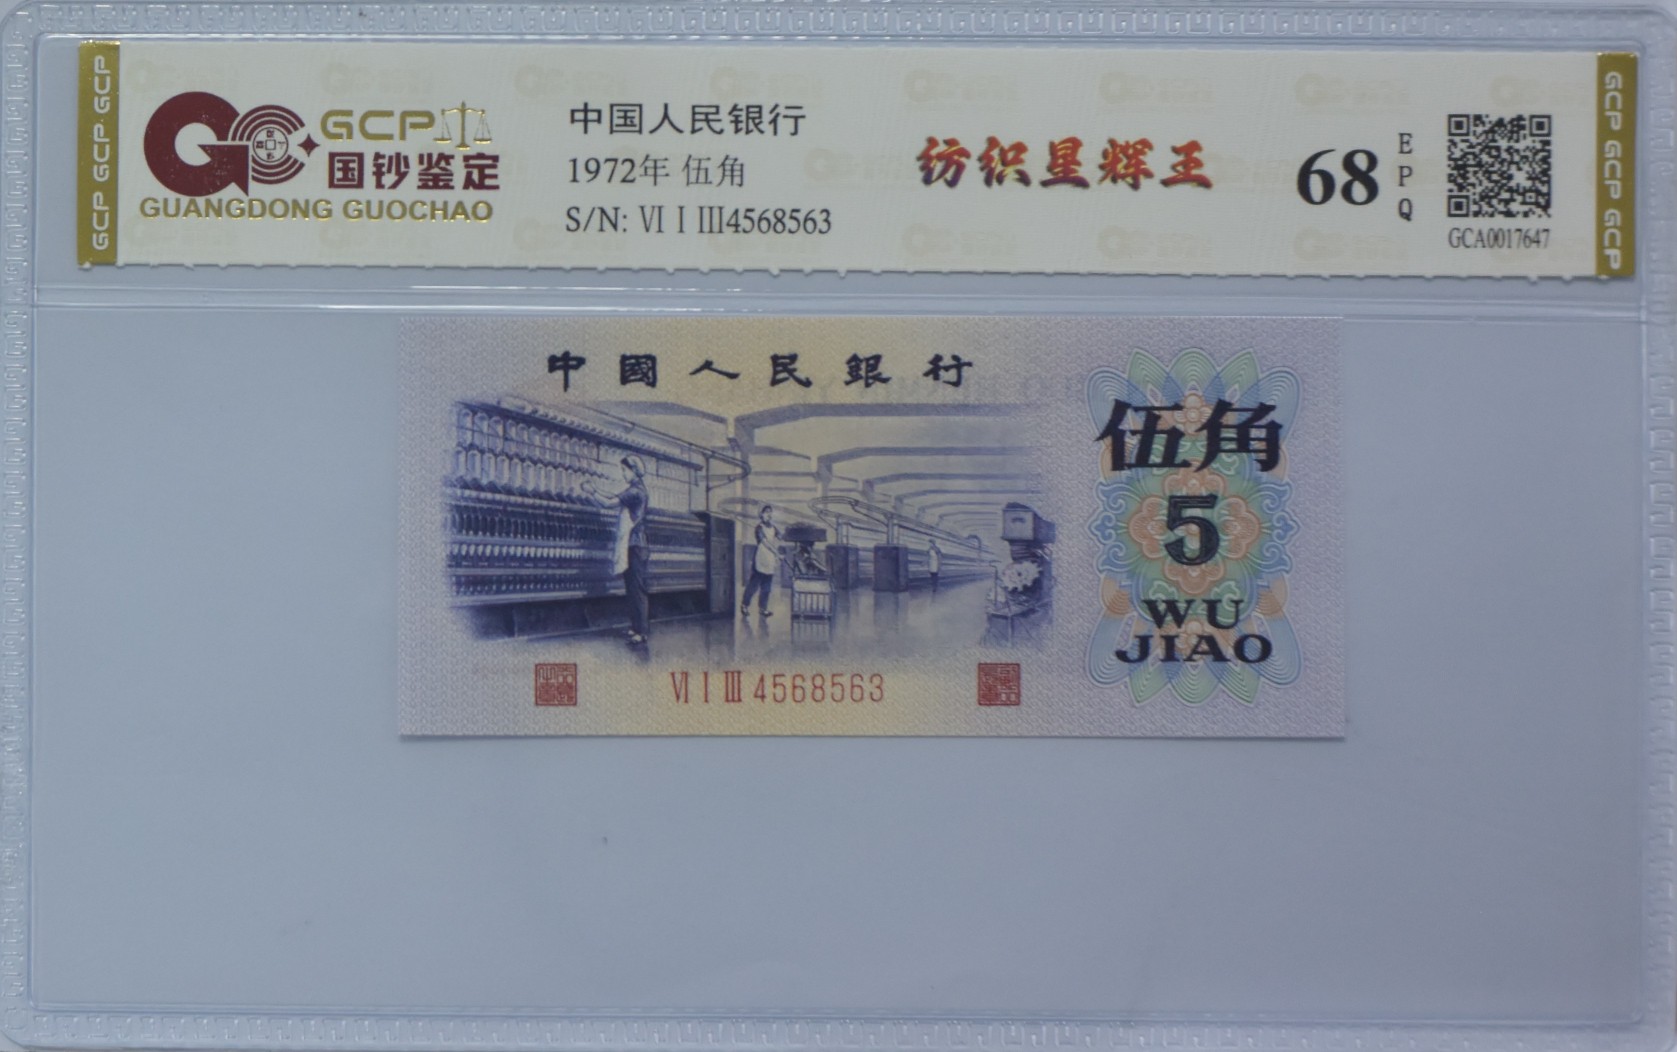 GCP GCP GCP
GCP
国钞鉴定
GUANGDONG GUOCHAO
中国人民银行
1972年 伍角
S/N: Ⅵ Ⅰ Ⅲ4568563
纺织星辉王
68
EPQ
GCA0017647
GCP GCP GCP
中國人民銀行
伍角
5
WU
JIAO
Ⅵ Ⅰ Ⅲ 4568563